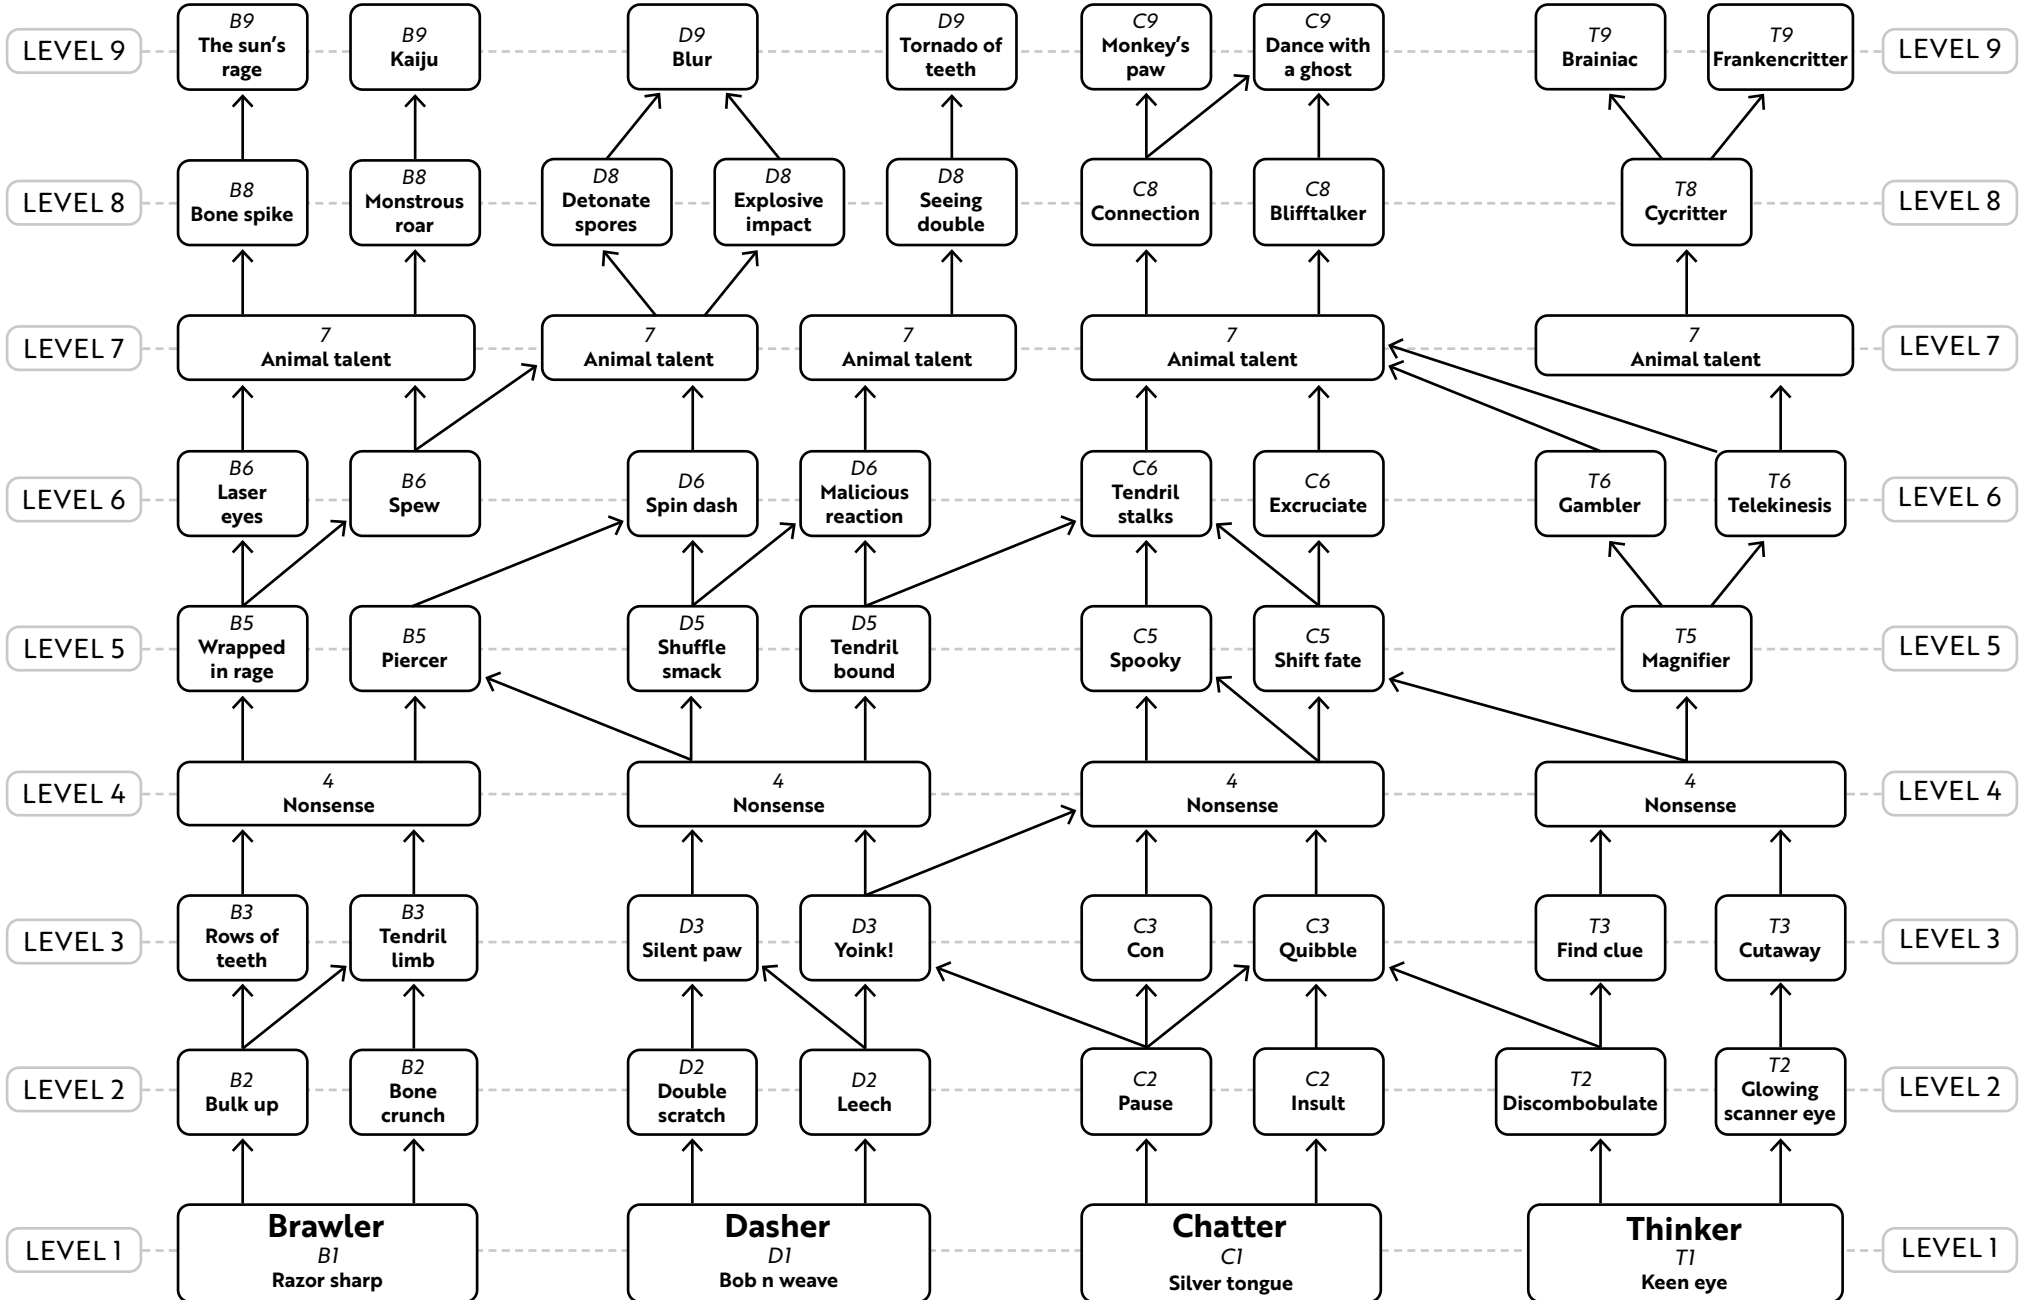 LEVEL 9
B9
The sun's
rage
B9
Kaiju
D9
Blur
D9
Tornado of
teeth
C9
Monkey's
paw
C9
Dance with
a ghost
T9
Brainiac
T9
Frankencritter
LEVEL 9
LEVEL 8
B8
Bone spike
B8
Monstrous
roar
D8
Detonate
spores
D8
Explosive
impact
D8
Seeing
double
C8
Connection
C8
Blifftalker
T8
Cycritter
LEVEL 8
LEVEL 7
7
Animal talent
7
Animal talent
7
Animal talent
7
Animal talent
7
Animal talent
LEVEL 7
LEVEL 6
B6
Laser
eyes
B6
Spew
D6
Spin dash
D6
Malicious
reaction
C6
Tendril
stalks
C6
Excruciate
T6
Gambler
T6
Telekinesis
LEVEL 6
LEVEL 5
B5
Wrapped
in rage
B5
Piercer
D5
Shuffle
smack
D5
Tendril
bound
C5
Spooky
C5
Shift fate
T5
Magnifier
LEVEL 5
LEVEL 4
4
Nonsense
4
Nonsense
4
Nonsense
4
Nonsense
LEVEL 4
LEVEL 3
B3
Rows of
teeth
B3
Tendril
limb
D3
Silent paw
D3
Yoink!
C3
Con
C3
Quibble
T3
Find clue
T3
Cutaway
LEVEL 3
LEVEL 2
B2
Bulk up
B2
Bone
crunch
D2
Double
scratch
D2
Leech
C2
Pause
C2
Insult
T2
Discombobulate
T2
Glowing
scanner eye
LEVEL 2
LEVEL 1
Brawler
B1
Razor sharp
Dasher
D1
Bob n weave
Chatter
C1
Silver tongue
Thinker
T1
Keen eye
LEVEL 1